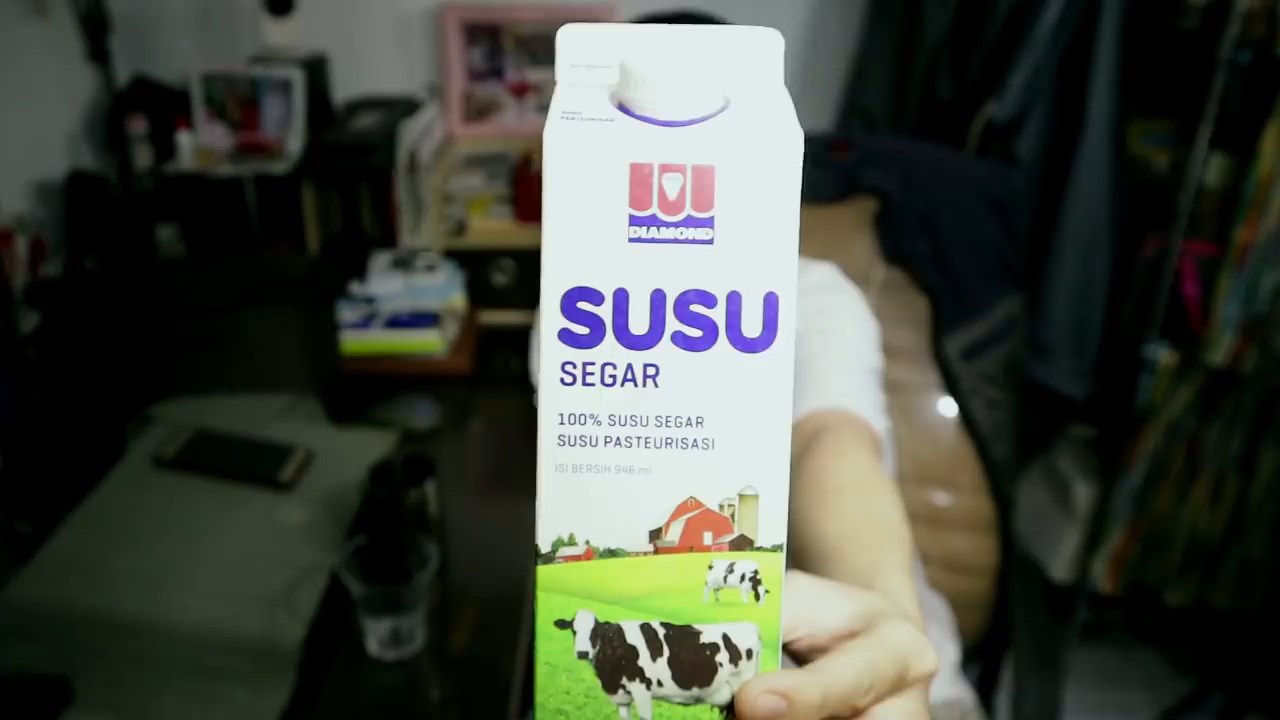 DIAMOND
SUSU
SEGAR
100% SUSU SEGAR
SUSU PASTEURISASI
ISI BERSIH 946 ml